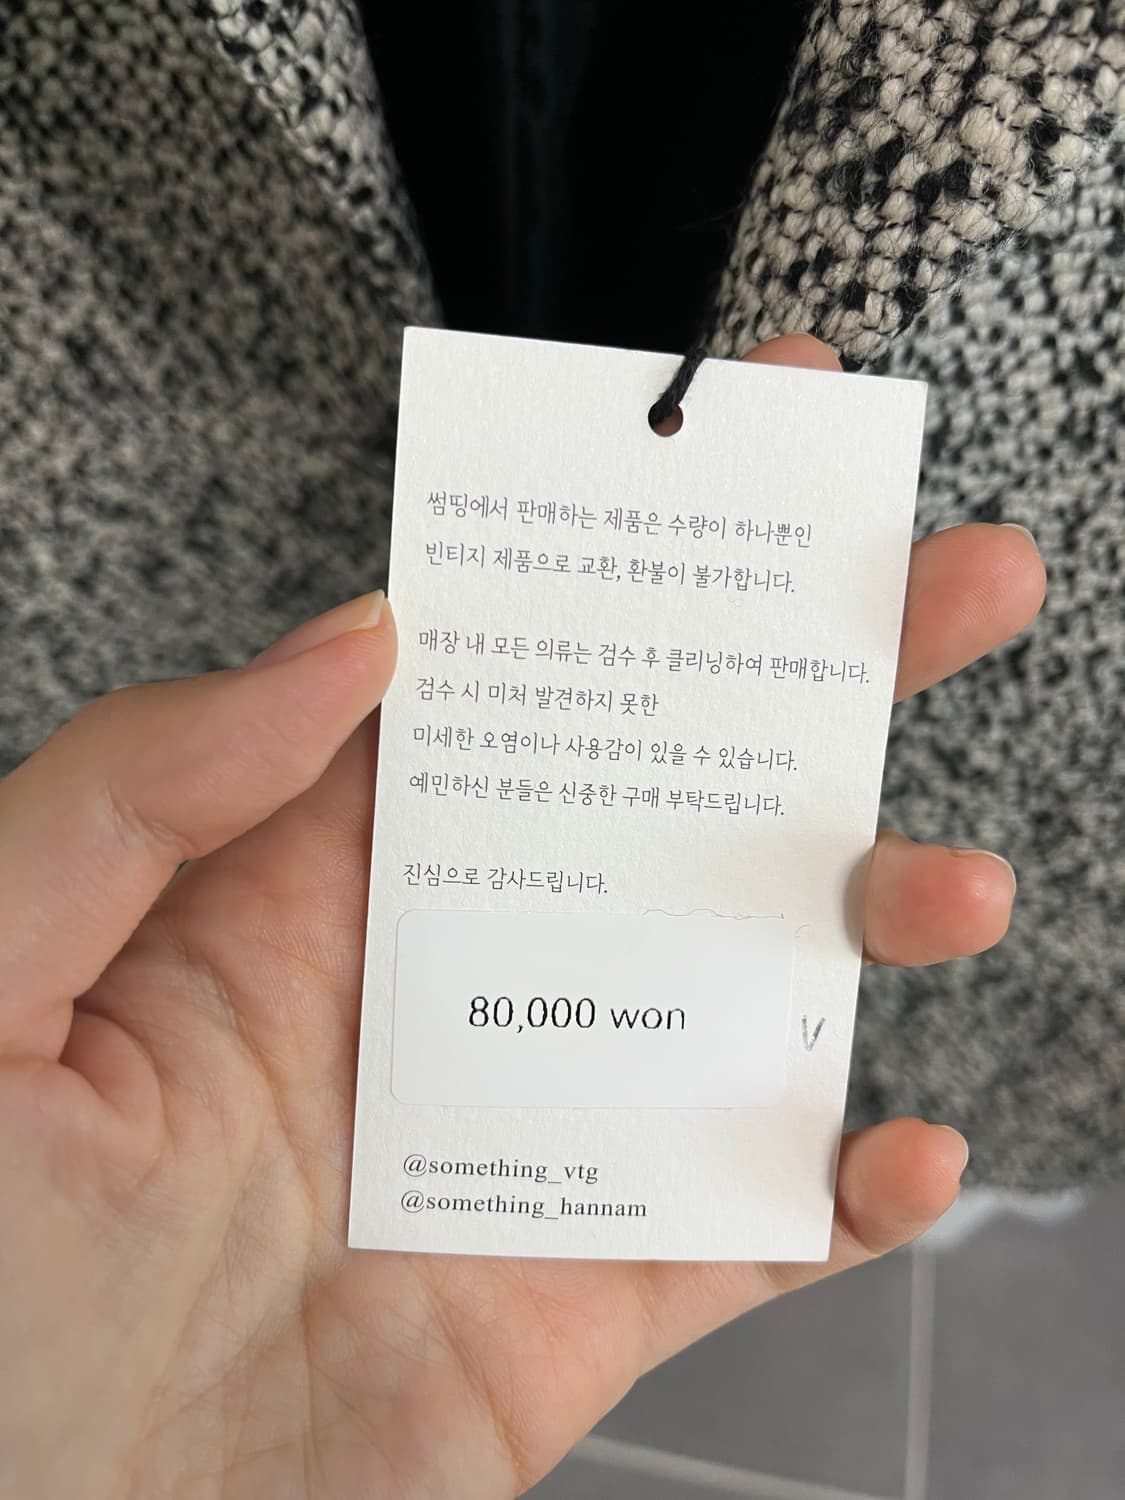 썸띵에서 판매하는 제품은 수량이 하나뿐인
빈티지 제품으로 교환, 환불이 불가합니다.
매장 내 모든 의류는 검수 후 클리닝하여 판매합니다.
검수 시 미처 발견하지 못한
미세한 오염이나 사용감이 있을 수 있습니다.
예민하신 분들은 신중한 구매 부탁드립니다.
진심으로 감사드립니다.
80,000 won
V
@something_vtg
@something_hannam